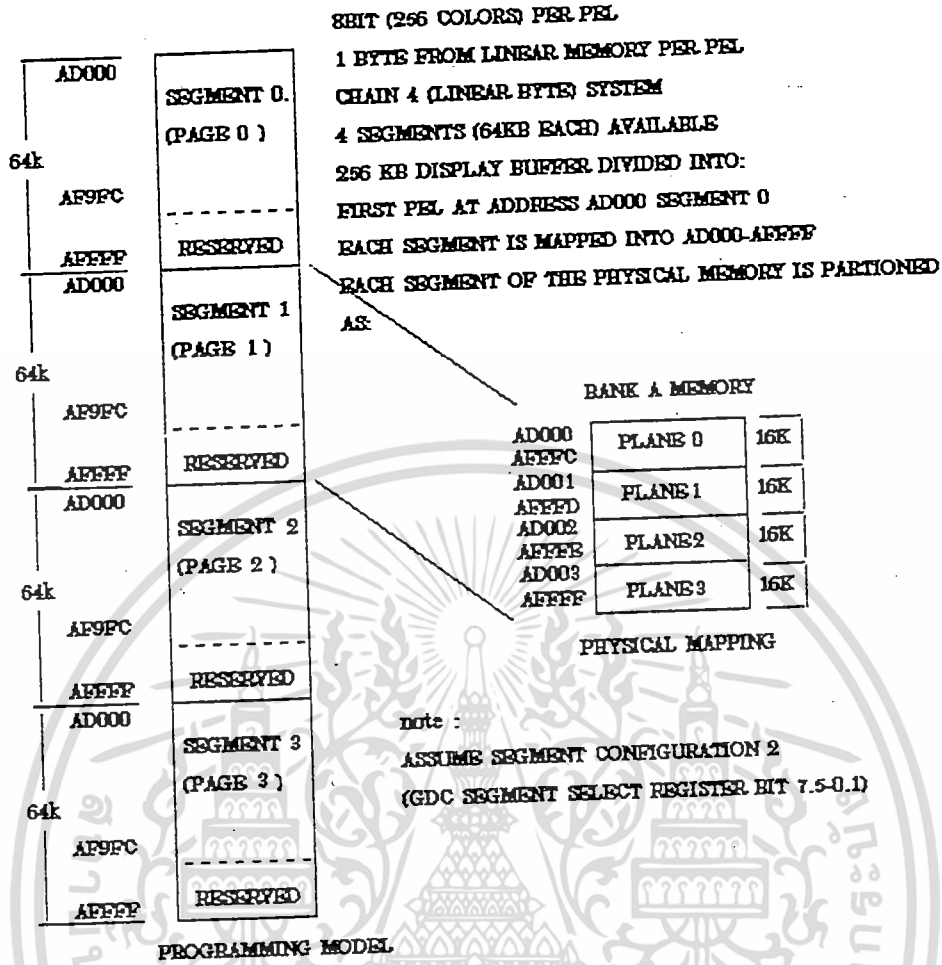 8BIT (256 COLORS) PER PEL
1 BYTE FROM LINEAR MEMORY PER PEL
CHAIN 4 (LINEAR BYTE) SYSTEM
4 SEGMENTS (64KB EACH) AVAILABLE
256 KB DISPLAY BUFFER DIVIDED INTO:
FIRST PEL AT ADDRESS AD000 SEGMENT 0
EACH SEGMENT IS MAPPED INTO AD000-AFFFF
EACH SEGMENT OF THE PHYSICAL MEMORY IS PARTIONED
AS:
AD000
SEGMENT 0.
(PAGE 0 )
64k
AF9FC
RESERVED
AFFFF
AD000
SEGMENT 1
(PAGE 1 )
64k
AF9FC
RESERVED
AFFFF
AD000
SEGMENT 2
(PAGE 2 )
64k
AF9FC
RESERVED
AFFFF
AD000
SEGMENT 3
(PAGE 3 )
64k
AF9FC
RESERVED
AFFFF
PROGRAMMING MODEL
BANK A MEMORY
AD000
PLANE 0
16K
AFFFC
AD001
PLANE 1
16K
AFFFD
AD002
PLANE2
16K
AFFFE
AD003
PLANE 3
16K
AFFFF
PHYSICAL MAPPING
note :
ASSUME SEGMENT CONFIGURATION 2
(GDC SEGMENT SELECT REGISTER BIT 7.5-0.1)